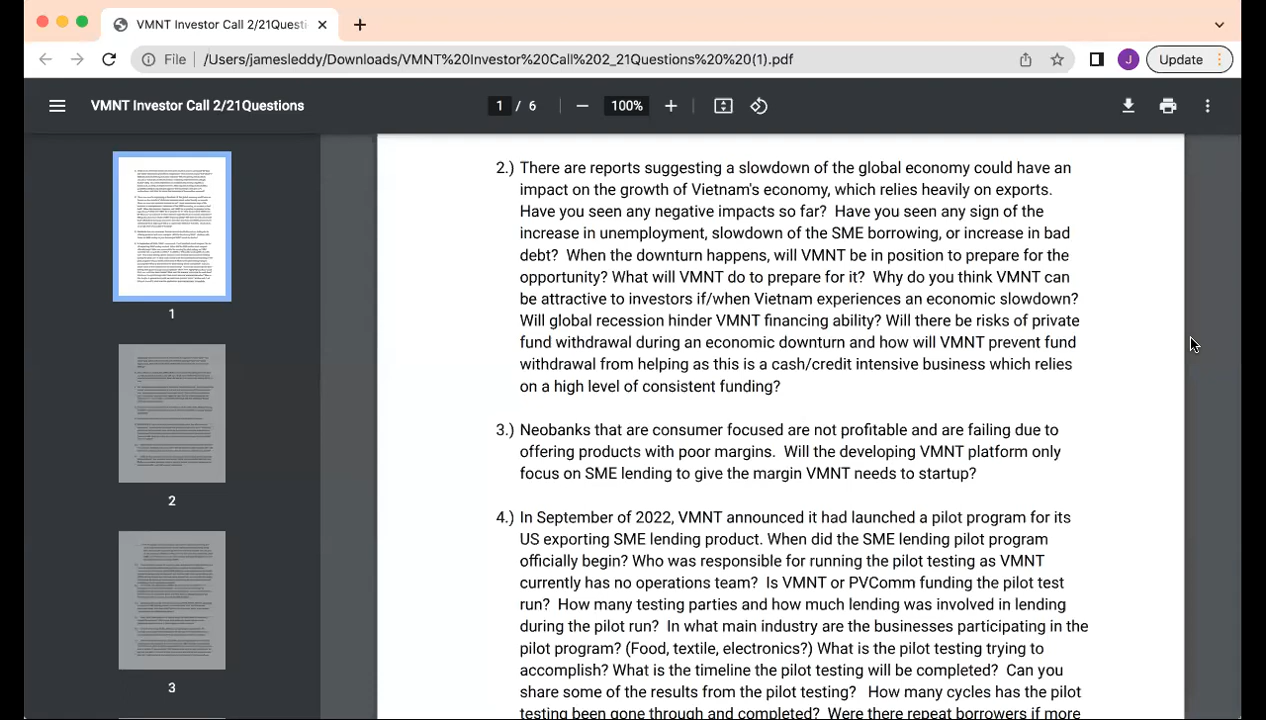 VMNT Investor Call 2/21Questi
File
/Users/jamesleddy/Downloads/VMNT%20Investor%20Call%202_21Questions%20%20(1).pdf
J
Update
VMNT Investor Call 2/21Questions
1 / 6
100%
2.) There are reports suggesting a slowdown of the global economy could have an
impact on the growth of Vietnam's economy, which relies heavily on exports.
Have you seen any negative impacts so far?  Have you seen any sign of the
increase in unemployment, slowdown of the SME borrowing, or increase in bad
debt?  When the downturn happens, will VMNT be in position to prepare for the
opportunity? What will VMNT do to prepare for it?  Why do you think VMNT can
be attractive to investors if/when Vietnam experiences an economic slowdown?
Will global recession hinder VMNT financing ability? Will there be risks of private
fund withdrawal during an economic downturn and how will VMNT prevent fund
withdrawal from helping as this is a cash/credit intensive business which relies
on a high level of consistent funding?
3.) Neobanks that are consumer focused are not profitable and are failing due to
offering products with poor margins.  Will the developing VMNT platform only
focus on SME lending to give the margin VMNT needs to startup?
4.) In September of 2022, VMNT announced it had launched a pilot program for its
US exporting SME lending product. When did the SME lending pilot program
officially begin? Who was responsible for running the pilot testing as VMNT
currently has no operations team?  Is VMNT or PVComm funding the pilot test
run?  How many testing parties and how much lending was involved in lending
during the pilot run?  In what main industry are the businesses participating in the
pilot program? (Food, textile, electronics?) What is the pilot testing trying to
accomplish? What is the timeline the pilot testing will be completed?  Can you
share some of the results from the pilot testing?   How many cycles has the pilot
testing been gone through and completed?  Were there repeat borrowers if more
1
2
3